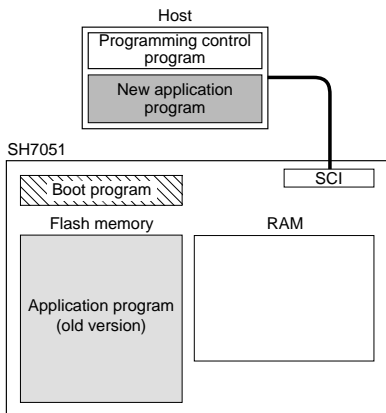 Host
Programming control
program
New application
program
SH7051
SCI
Boot program
Flash memory
RAM
Application program
(old version)